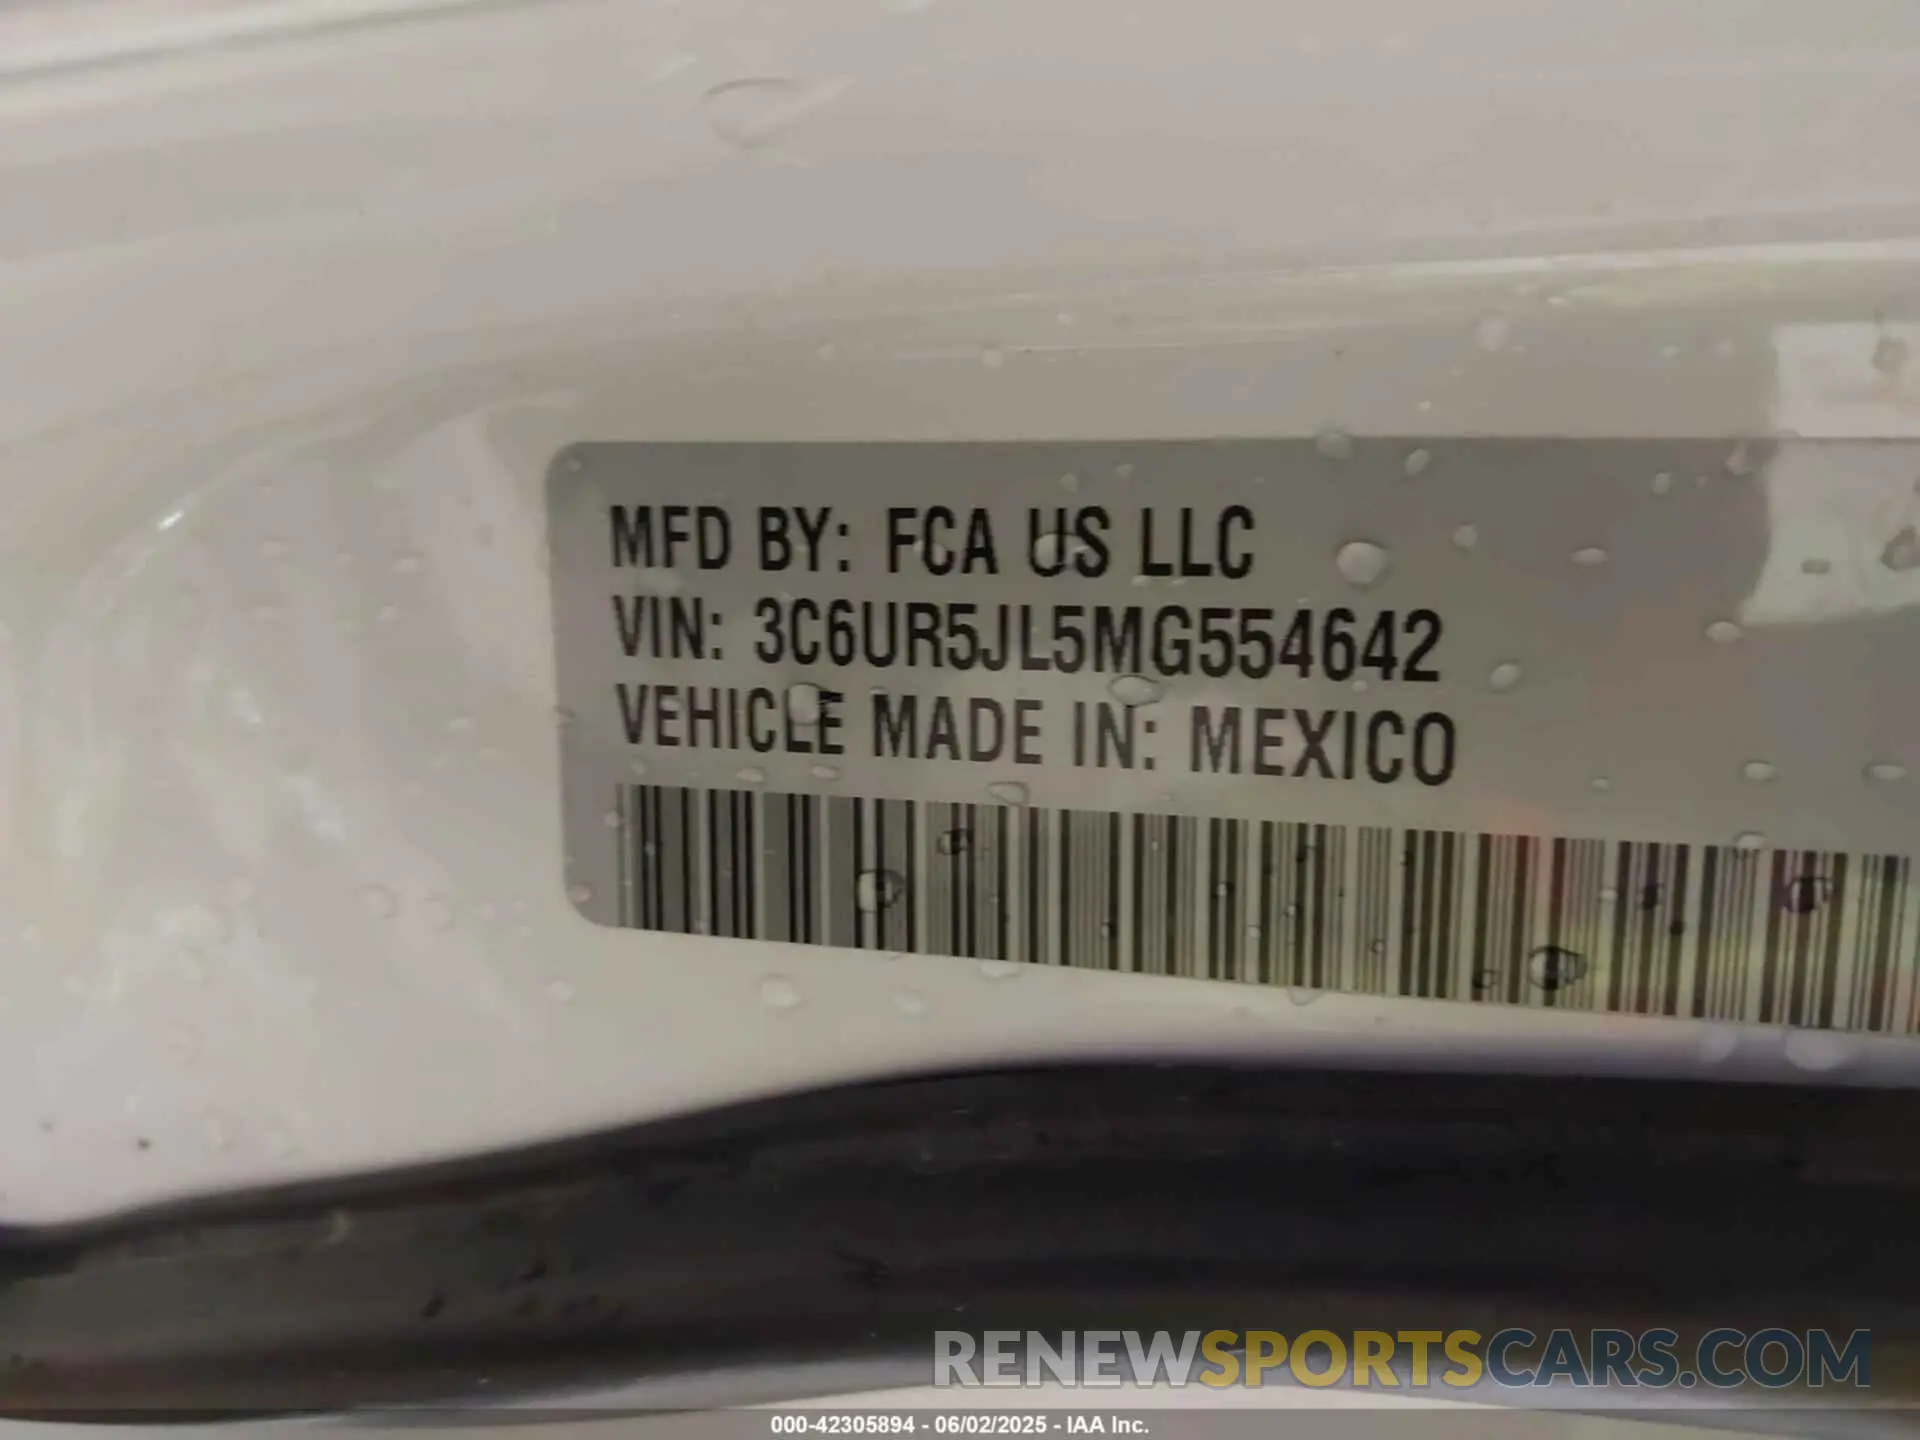 MFD BY: FCA US LLC
VIN: 3C6UR5JL5MG554642
VEHICLE MADE IN: MEXICO
RENEWSPORTSCARS.COM
000-42305894 - 06/02/2025 - IAA Inc.